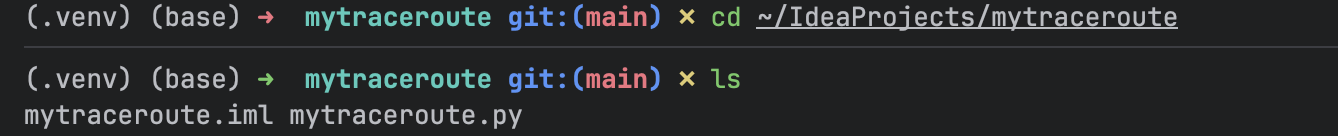 (.venv) (base) ➜  mytraceroute git:(main) ✗ cd ~/IdeaProjects/mytraceroute
(.venv) (base) ➜  mytraceroute git:(main) ✗ ls
mytraceroute.iml mytraceroute.py